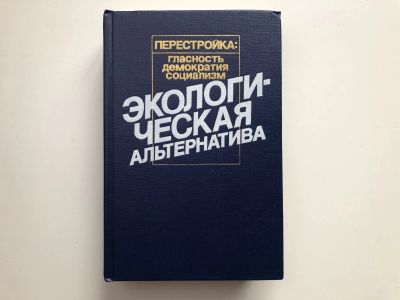 ПЕРЕСТРОЙКА:
гласность
демократия
социализм
ЭКОЛОГИ-
ЧЕСКАЯ
АЛЬТЕРНАТИВА